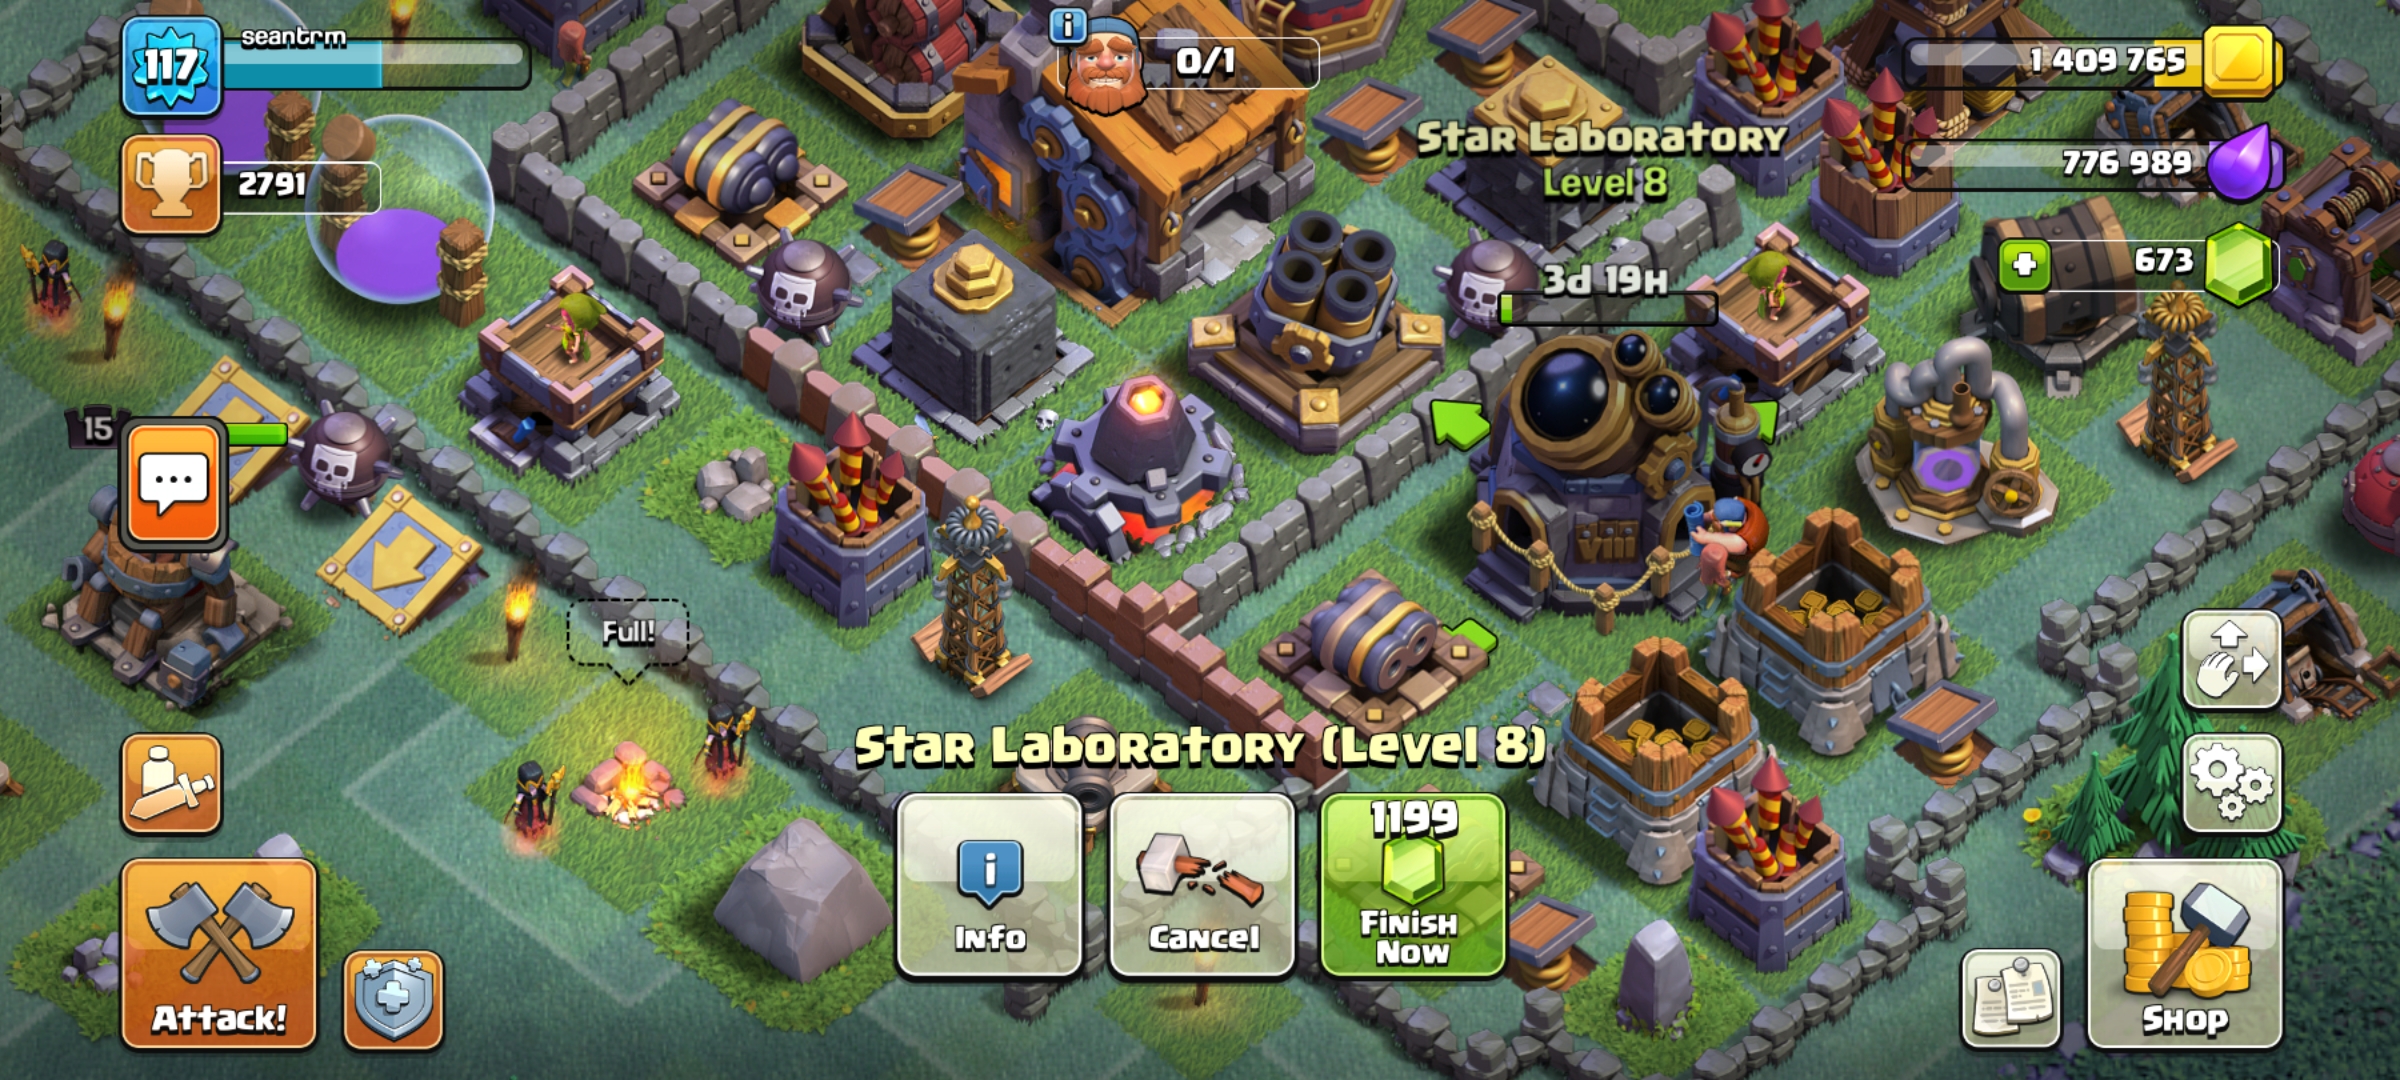 117
seantrm
0/1
1 409 765
Star Laboratory
776 989
2791
Level 8
673
3d 19h
15
VIII
Full!
Star Laboratory (Level 8)
1199
Info
Cancel
Finish
Now
Attack!
Shop